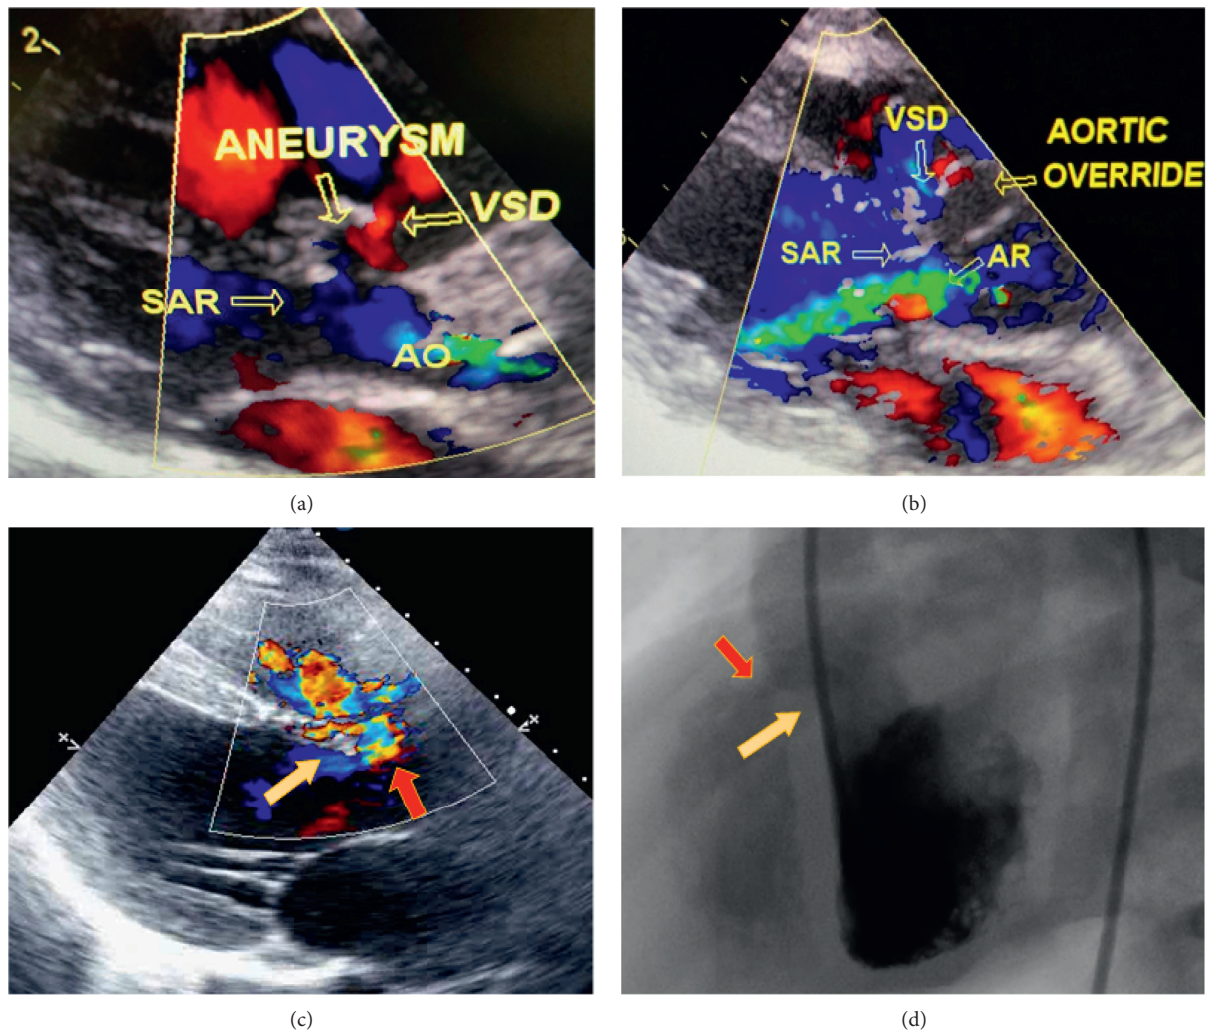 2
ANEURYSM
VSD
SAR
AO
(a)
VSD
AORTIC
OVERRIDE
SAR
AR
(b)
x
x
(c)
(d)